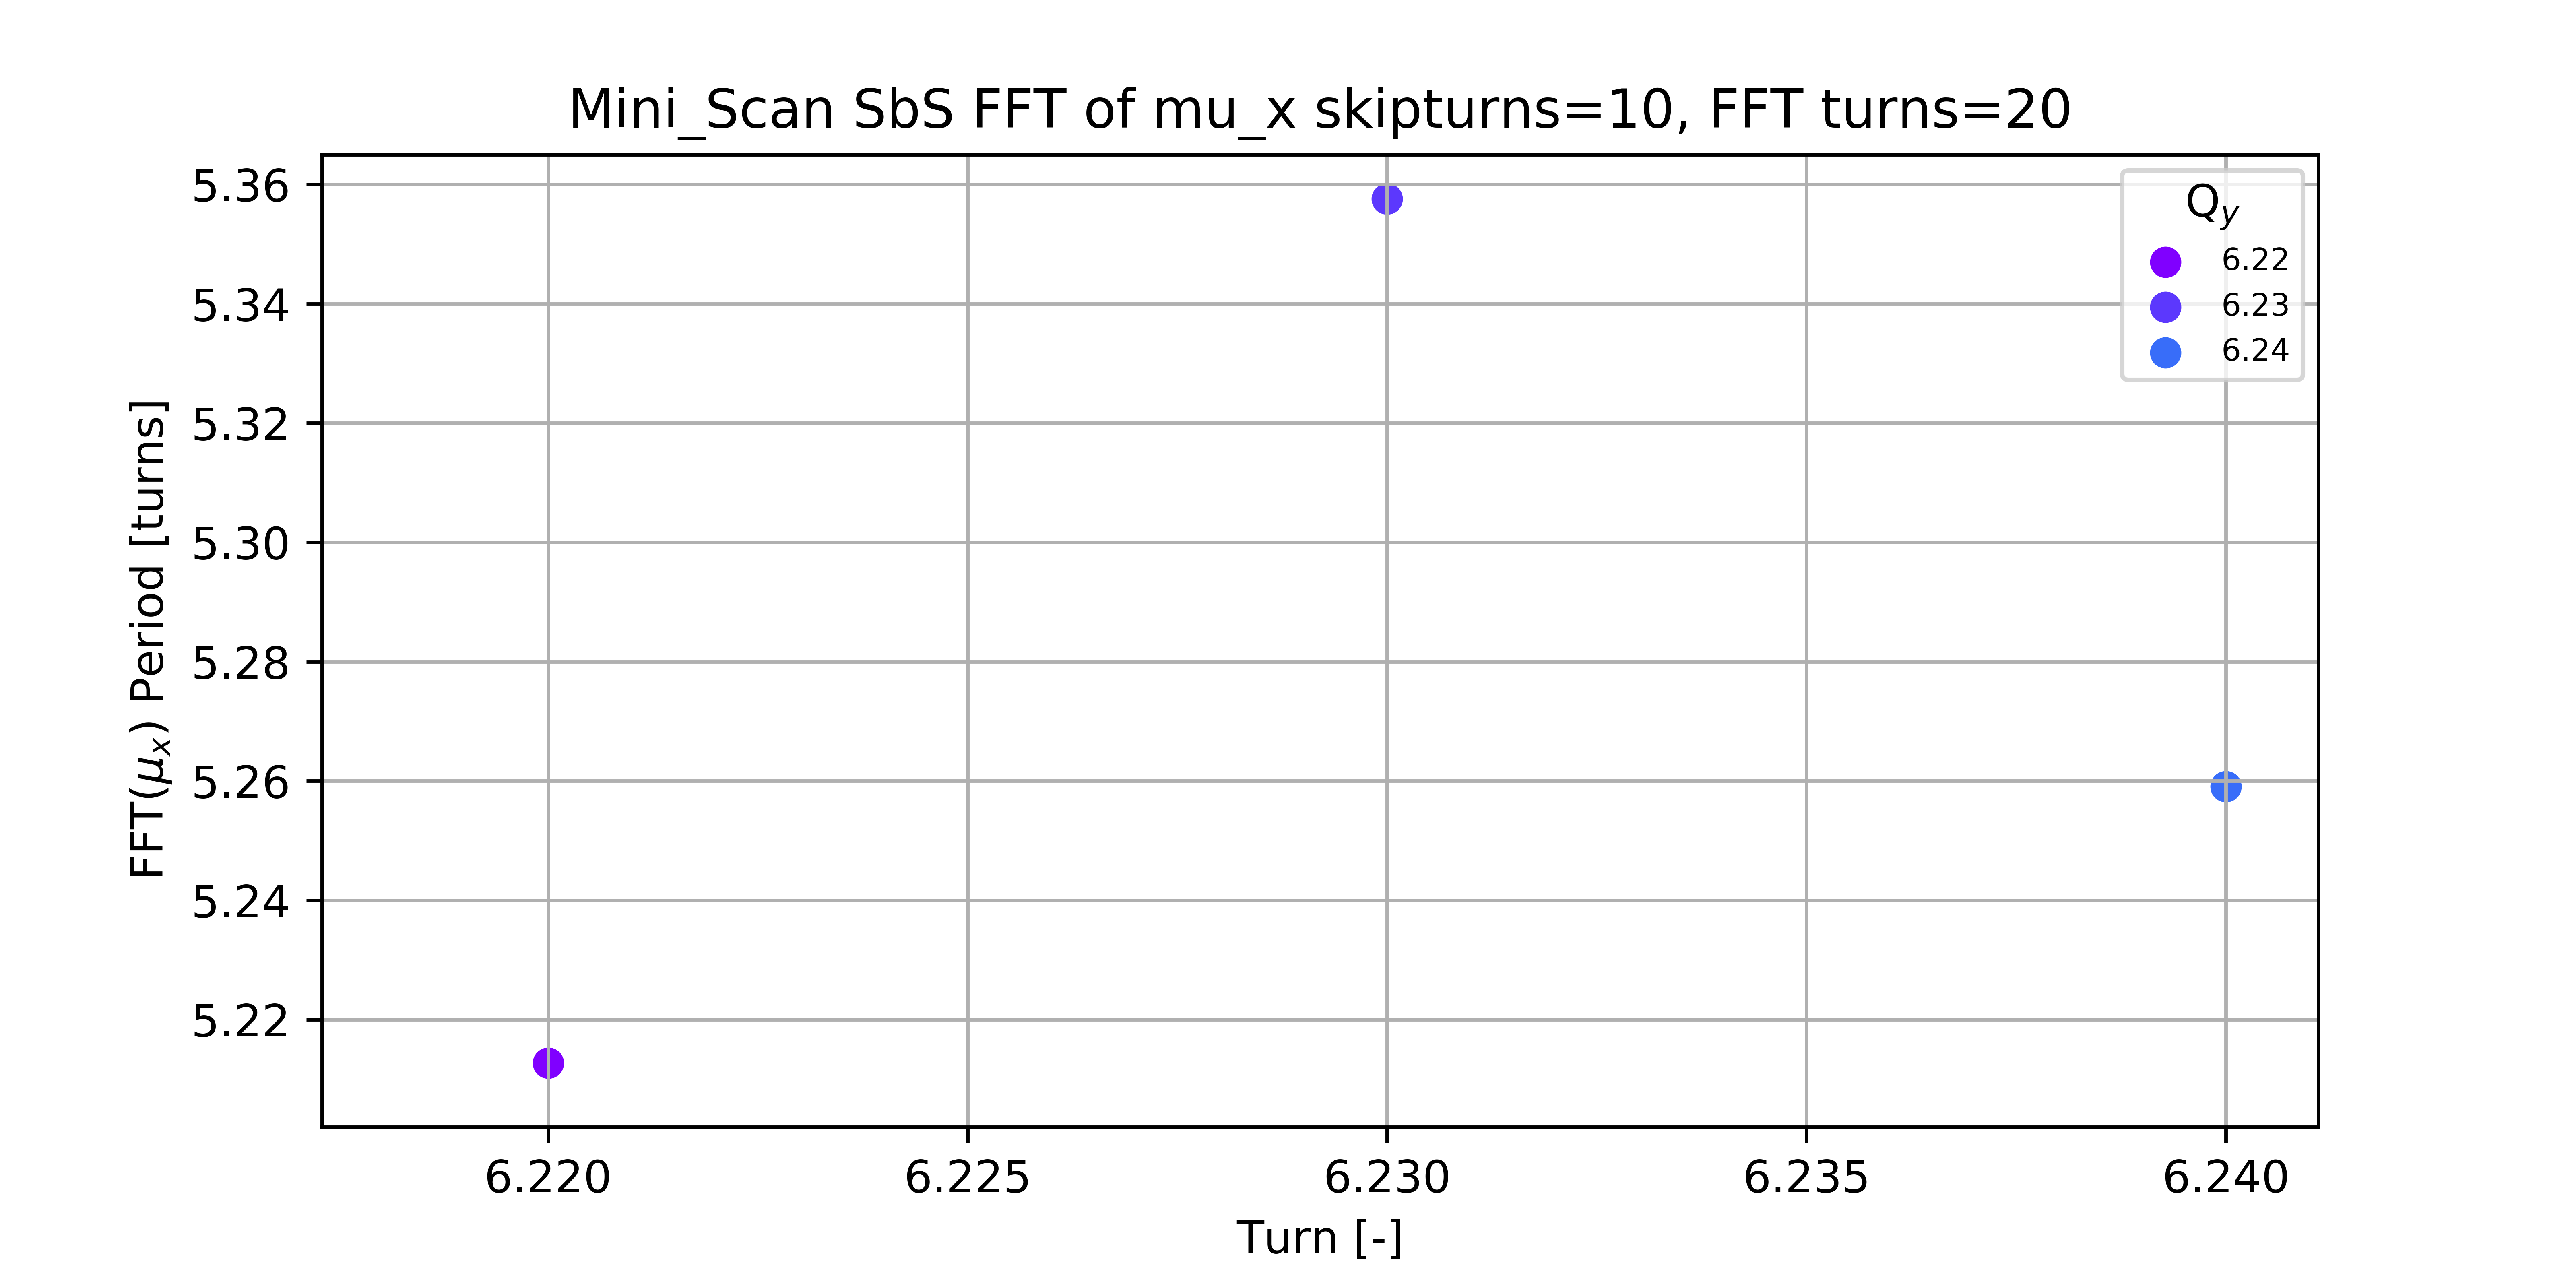 Mini_Scan SbS FFT of mu_x skipturns=10, FFT turns=20
FFT(μx) Period [turns]
5.36
5.34
5.32
5.30
5.28
5.26
5.24
5.22
Qy
6.22
6.23
6.24
6.220 6.225 6.230 6.235 6.240
Turn [-]